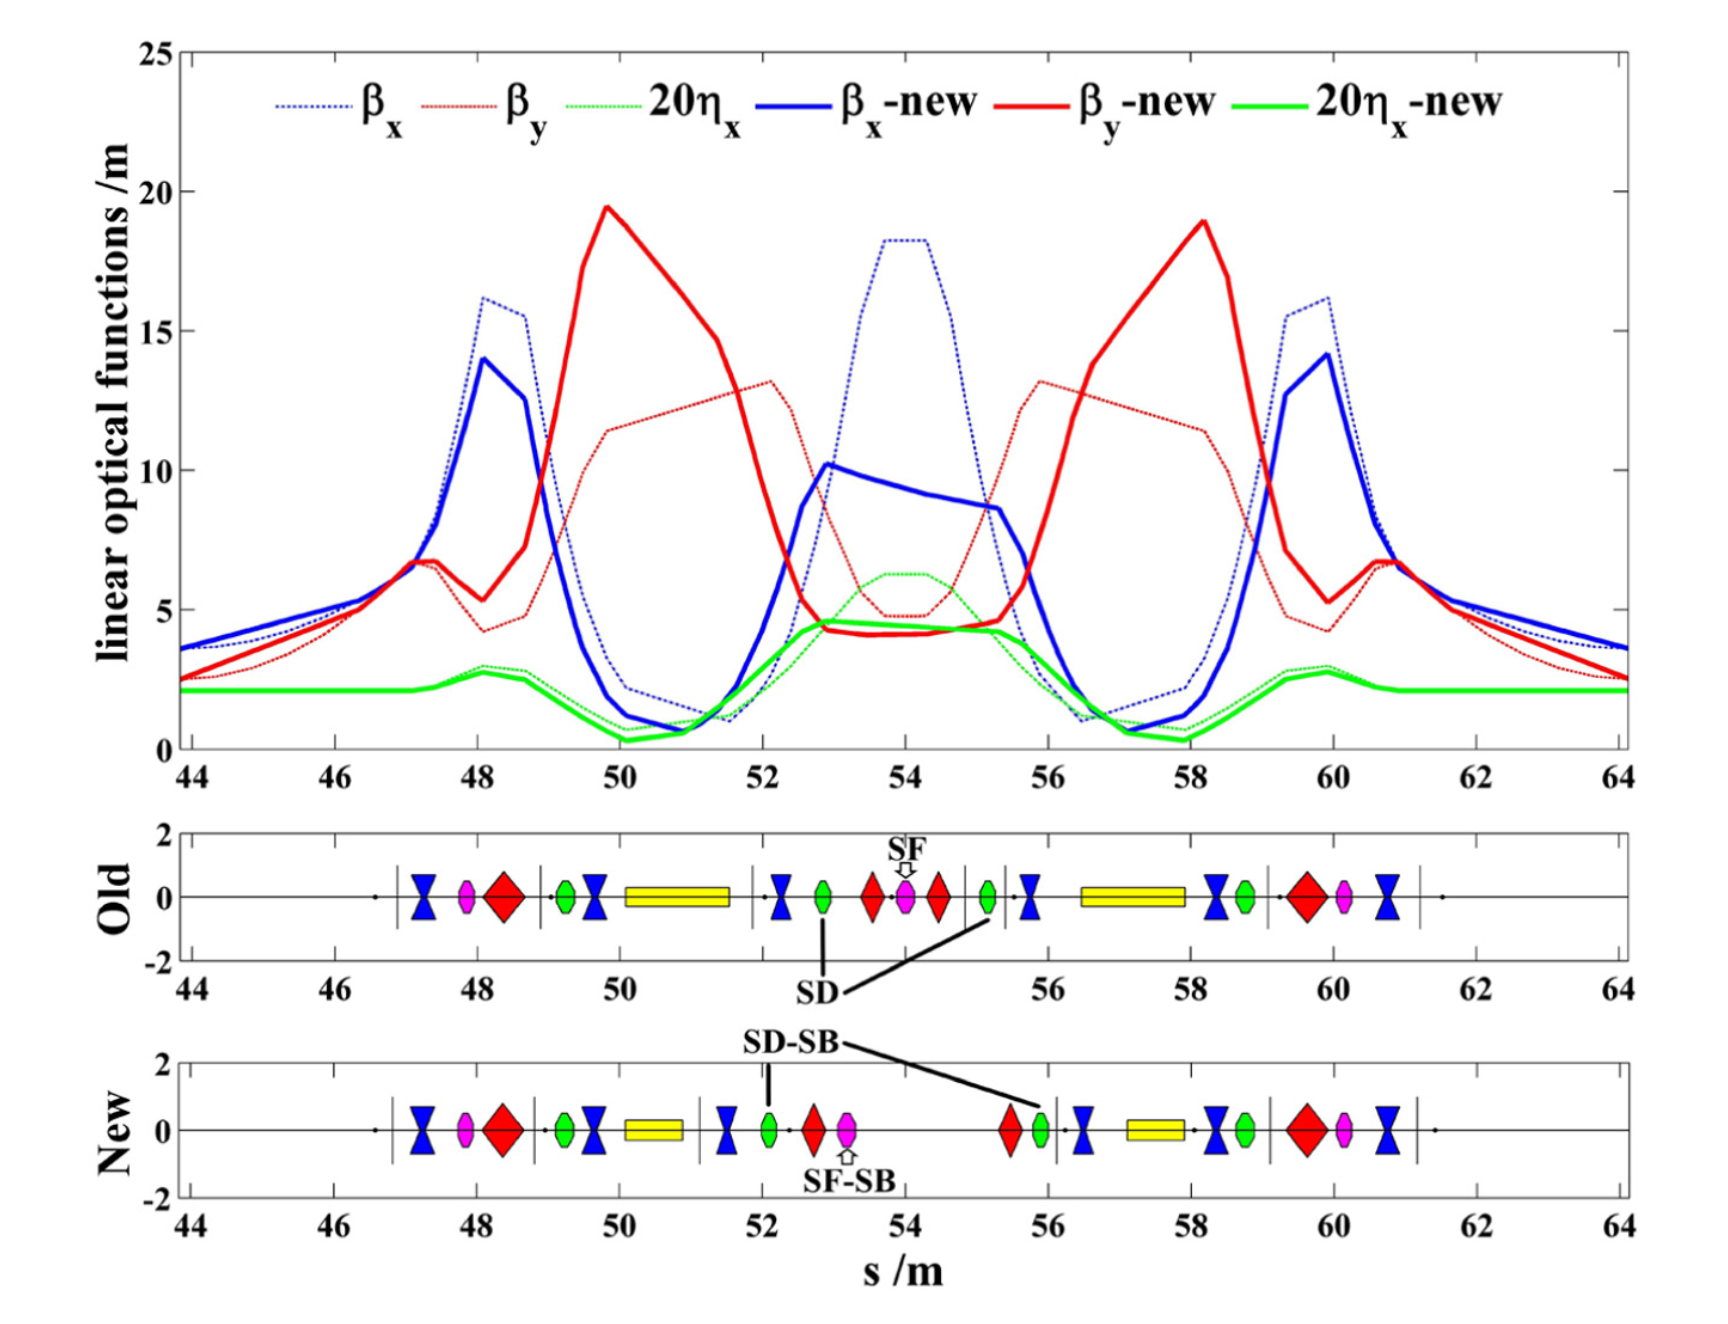 25
βx βy 20ηx βx-new βy-new 20ηx-new
20
15
10
5
0
linear optical functions /m
44 46 48 50 52 54 56 58 60 62 64
Old
2
SF
0
-2
44 46 48 50 SD 56 58 60 62 64
SD-SB
New
2
0
SF-SB
-2
44 46 48 50 52 54 56 58 60 62 64
s /m